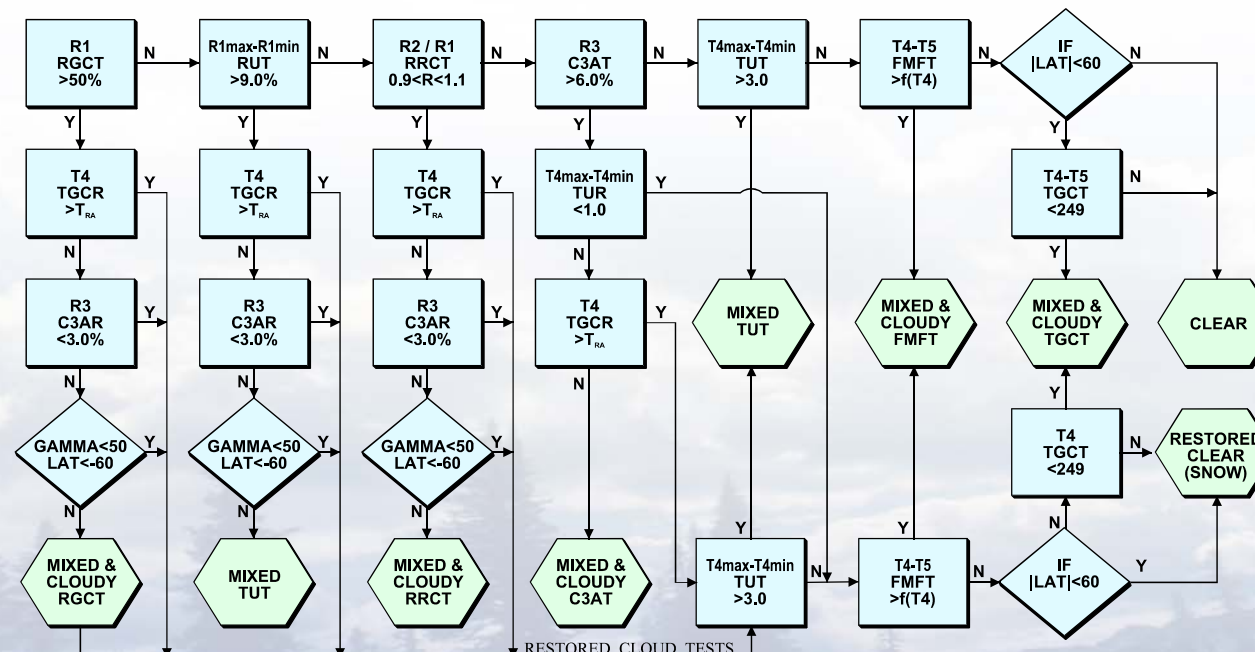 R1
RGCT
>50%
N
R1max-R1min
RUT
>9.0%
N
R2 / R1
RRCT
0.9<R<1.1
N
R3
C3AT
>6.0%
N
T4max-T4min
TUT
>3.0
N
T4-T5
FMFT
>f(T4)
N
IF
|LAT|<60
N
Y
Y
Y
Y
Y
Y
Y
T4
TGCR
>TRA
Y
T4
TGCR
>TRA
Y
T4
TGCR
>TRA
Y
T4max-T4min
TUR
<1.0
Y
T4-T5
TGCT
<249
N
N
N
N
N
Y
R3
C3AR
<3.0%
Y
R3
C3AR
<3.0%
Y
R3
C3AR
<3.0%
Y
T4
TGCR
>TRA
Y
MIXED
TUT
MIXED &
CLOUDY
FMFT
MIXED &
CLOUDY
TGCT
CLEAR
N
N
N
N
Y
GAMMA<50
LAT<-60
Y
GAMMA<50
LAT<-60
Y
GAMMA<50
LAT<-60
Y
T4
TGCT
<249
N
RESTORED
CLEAR
(SNOW)
N
N
N
Y
Y
N
MIXED &
CLOUDY
RGCT
MIXED
TUT
MIXED &
CLOUDY
RRCT
MIXED &
CLOUDY
C3AT
T4max-T4min
TUT
>3.0
N
T4-T5
FMFT
>f(T4)
N
IF
|LAT|<60
Y
RESTORED CLOUD TESTS